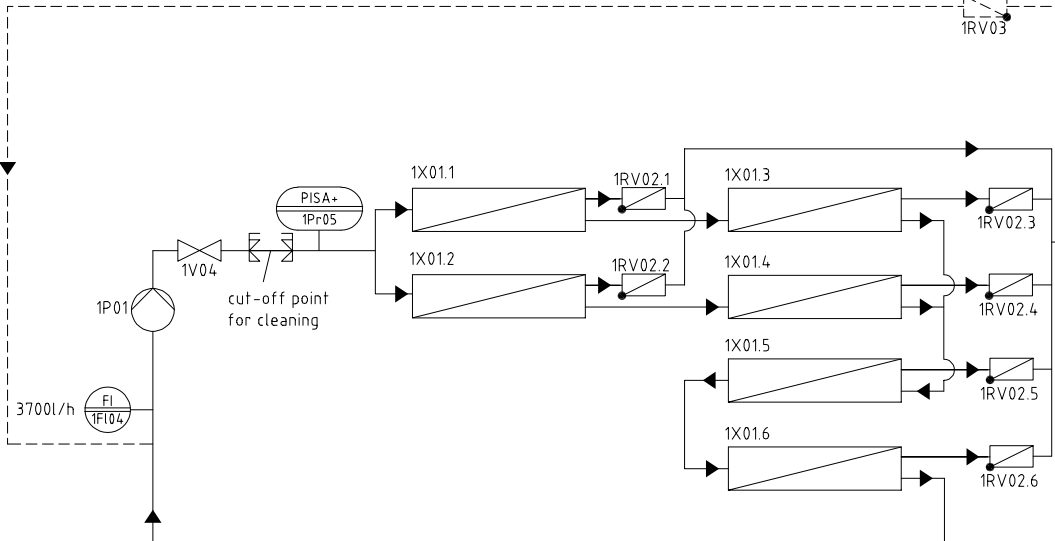 1RV03
1X01.1
1RV02.1
1X01.3
PISA+
1Pr05
1RV02.3
1V04
1X01.2
1RV02.2
1X01.4
cut-off point
for cleaning
1P01
1RV02.4
1X01.5
3700l/h
FI
1FI04
1RV02.5
1X01.6
1RV02.6